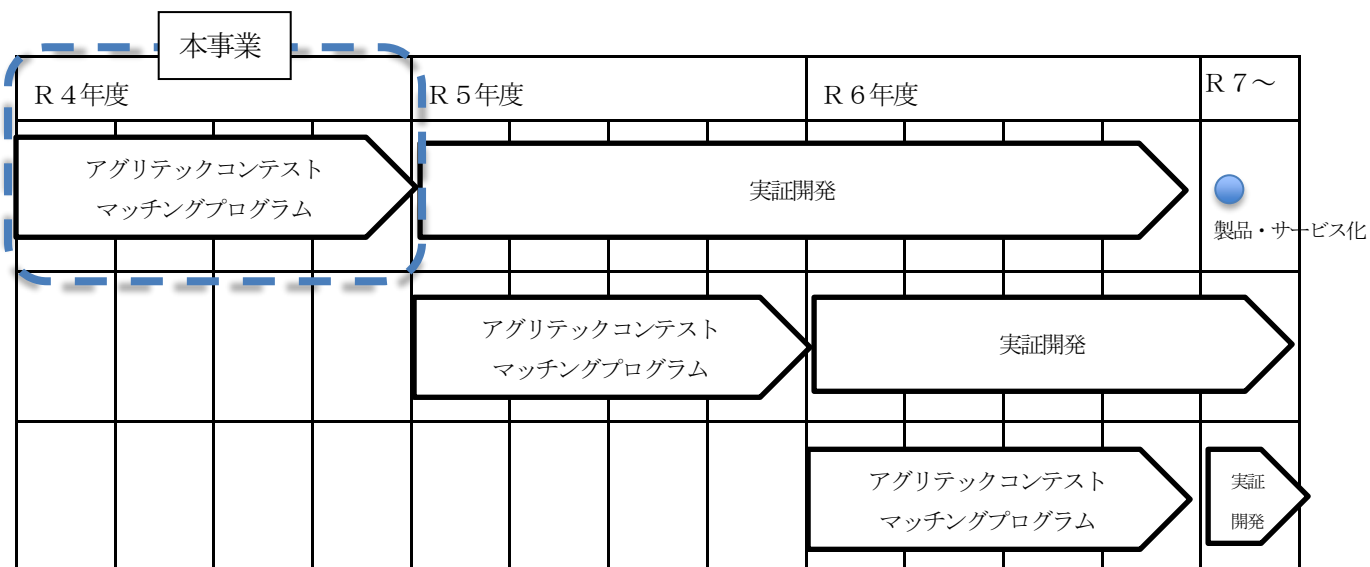 本事業
Ｒ４年度
Ｒ５年度
Ｒ６年度
Ｒ７～
アグリテックコンテスト
マッチングプログラム
実証開発
製品・サービス化
アグリテックコンテスト
マッチングプログラム
実証開発
アグリテックコンテスト
マッチングプログラム
実証
開発